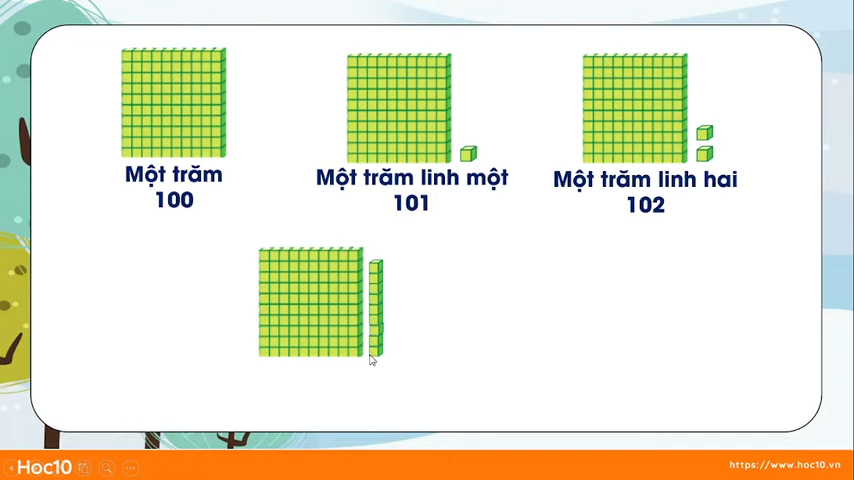 Một trăm
100
Một trăm linh một
101
Một trăm linh hai
102
Hoc10
https://www.hoc10.vn